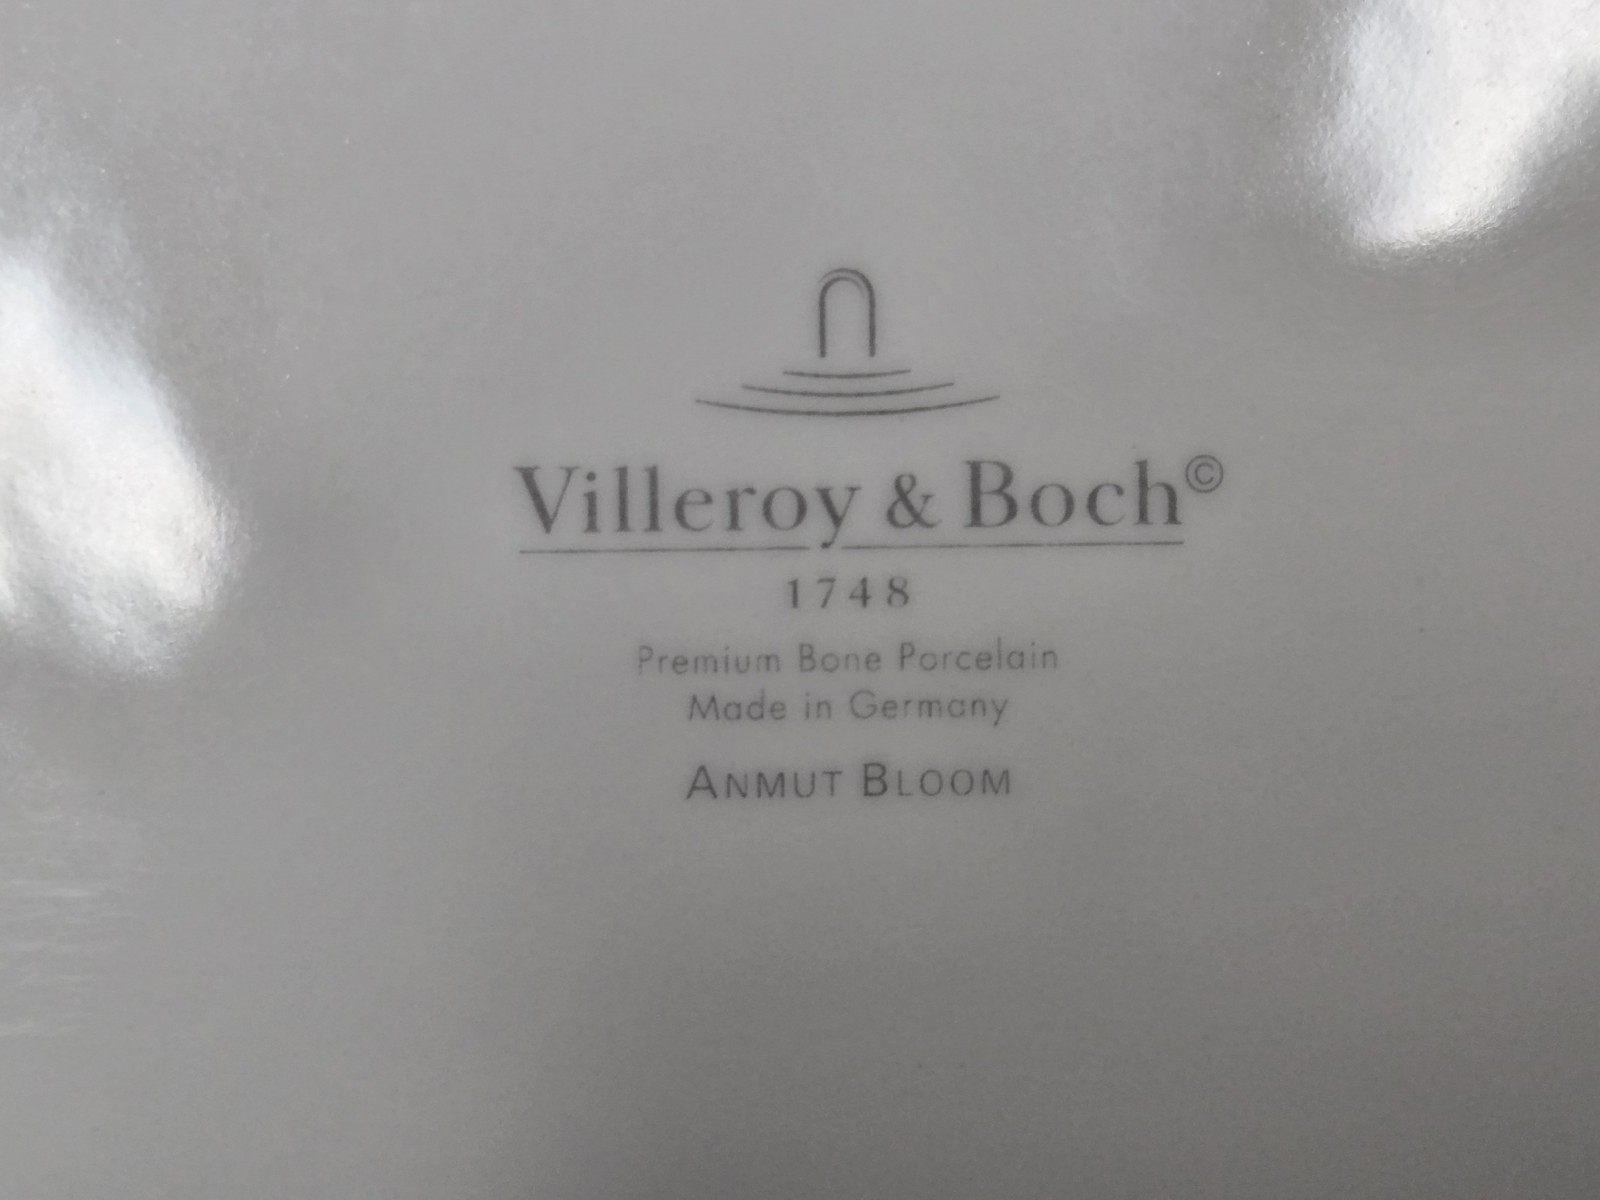 Villeroy & Boch©
1748
Premium Bone Porcelain
Made in Germany
ANMUT BLOOM